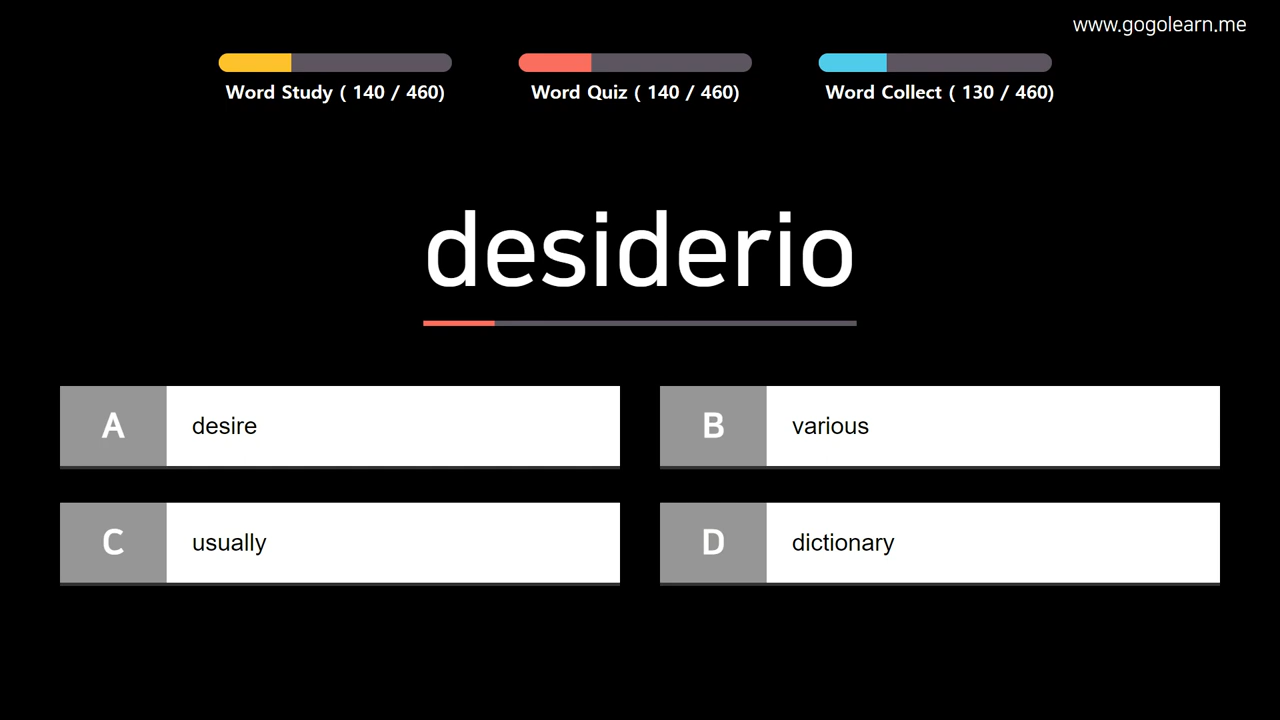 www.gogolearn.me
Word Study ( 140 / 460)
Word Quiz ( 140 / 460)
Word Collect ( 130 / 460)
desiderio
A desire
B various
C usually
D dictionary